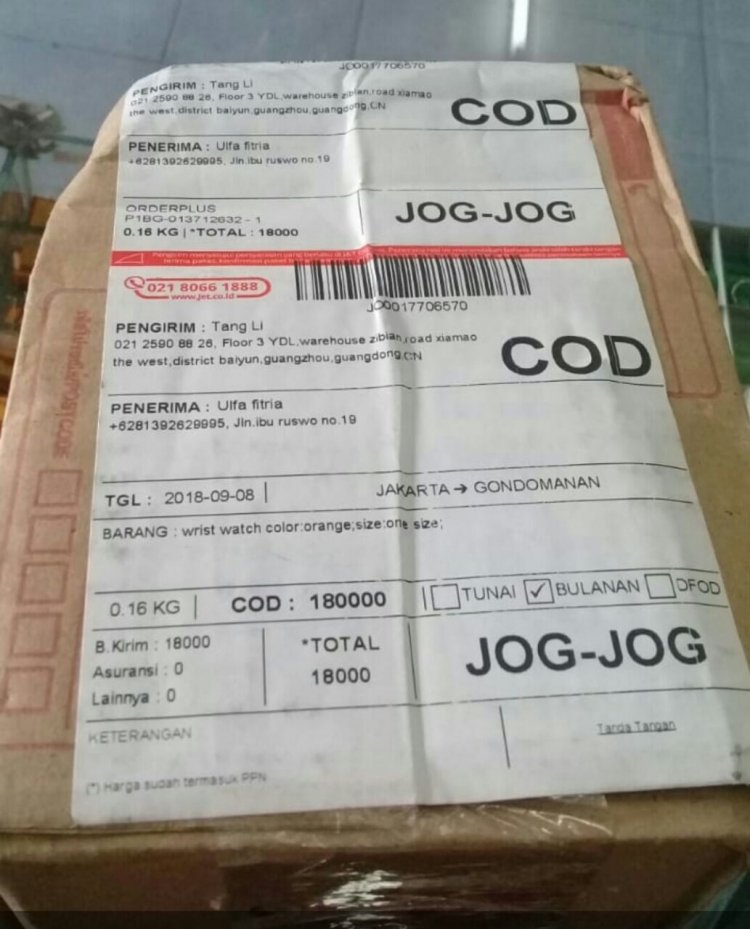 JO0017706570
PENGIRIM : Tang Li
021 2590 88 26, Floor 3 YDL,warehouse zibian,road xiamao
the west,district baiyun,guangzhou,guangdong,CN
COD
PENERIMA : Ulfa fitria
+6281392629995, Jln.ibu ruswo no.19
ORDERPLUS
P1BG-013712632 - 1
0.16 KG | *TOTAL : 18000
JOG-JOG
021 8066 1888
www.jet.co.id
JO0017706570
PENGIRIM : Tang Li
021 2590 88 26, Floor 3 YDL,warehouse zibian,road xiamao
the west,district baiyun,guangzhou,guangdong,CN
COD
PENERIMA : Ulfa fitria
+6281392629995, Jln.ibu ruswo no.19
TGL : 2018-09-08 |
JAKARTA → GONDOMANAN
BARANG : wrist watch color:orange;size:one size;
0.16 KG | COD : 180000 | TUNAI ✓ BULANAN DFOD
B.Kirim : 18000
Asuransi : 0
Lainnya : 0
*TOTAL
18000
JOG-JOG
KETERANGAN
Tanda Tangan
(*) Harga sudah termasuk PPN
POSTCODE